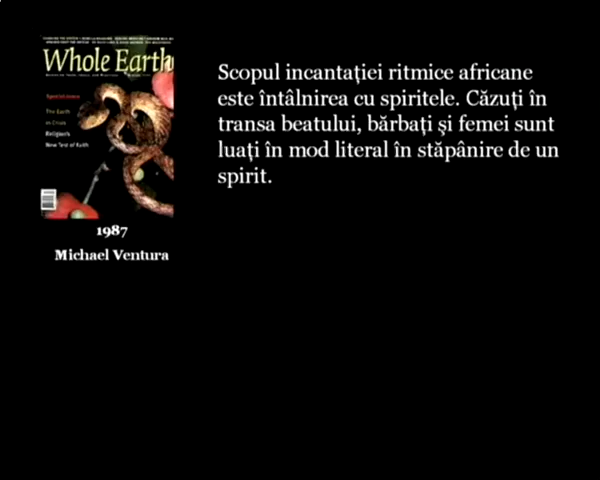 Whole Earth
Specialissue
The Earth
in Crisis
Religion's
New Test of Faith
1987
Michael Ventura
Scopul incantației ritmice africane
este întâlnirea cu spiritele. Căzuți în
transa beatului, bărbați și femei sunt
luați în mod literal în stăpânire de un
spirit.